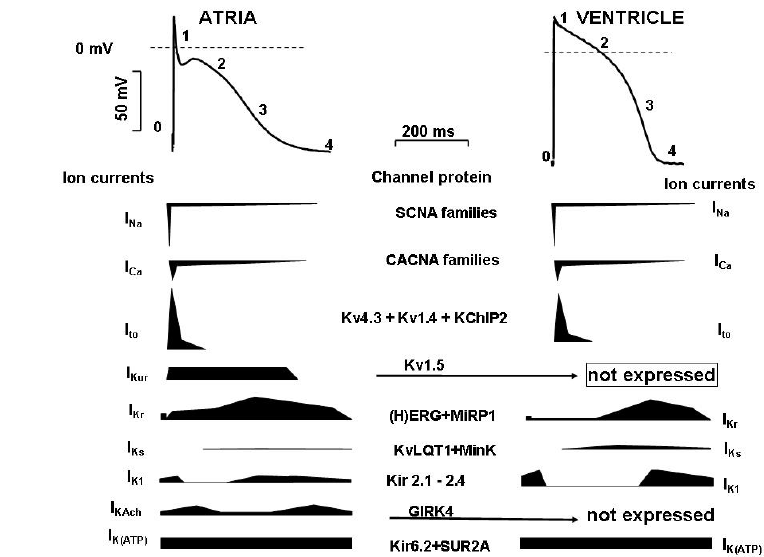 ATRIA
VENTRICLE
1
0 mV
2
50 mV
3
0
4
200 ms
1
2
3
0
4
Ion currents
Channel protein
Ion currents
INa
SCNA families
INa
ICa
CACNA families
ICa
Ito
Kv4.3 + Kv1.4 + KChIP2
Ito
IKur
Kv1.5
not expressed
IKr
(H)ERG+MiRP1
IKr
IKs
KvLQT1+MinK
IKs
IK1
Kir 2.1 - 2.4
IK1
IKAch
GIRK4
not expressed
IK(ATP)
Kir6.2+SUR2A
IK(ATP)